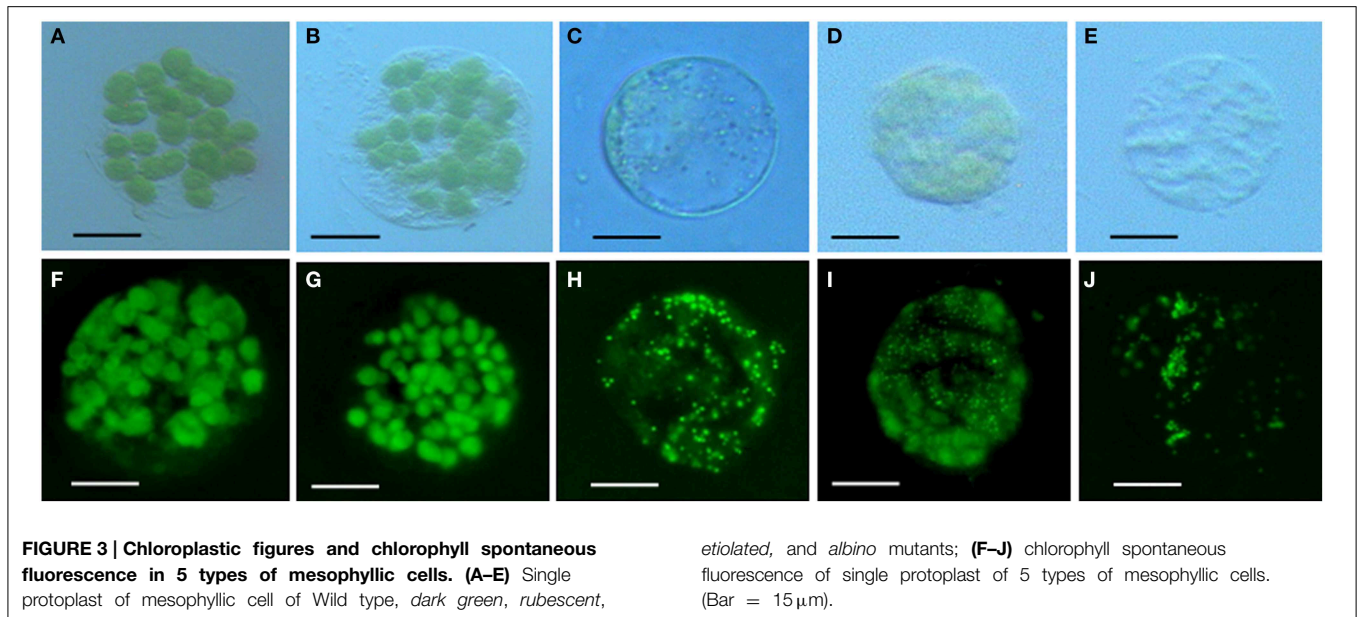 A
B
C
D
E
F
G
H
I
J
FIGURE 3 | Chloroplastic figures and chlorophyll spontaneous
fluorescence in 5 types of mesophyllic cells. (A–E) Single
protoplast of mesophyllic cell of Wild type, dark green, rubescent,
etiolated, and albino mutants; (F–J) chlorophyll spontaneous
fluorescence of single protoplast of 5 types of mesophyllic cells.
(Bar = 15 μm).